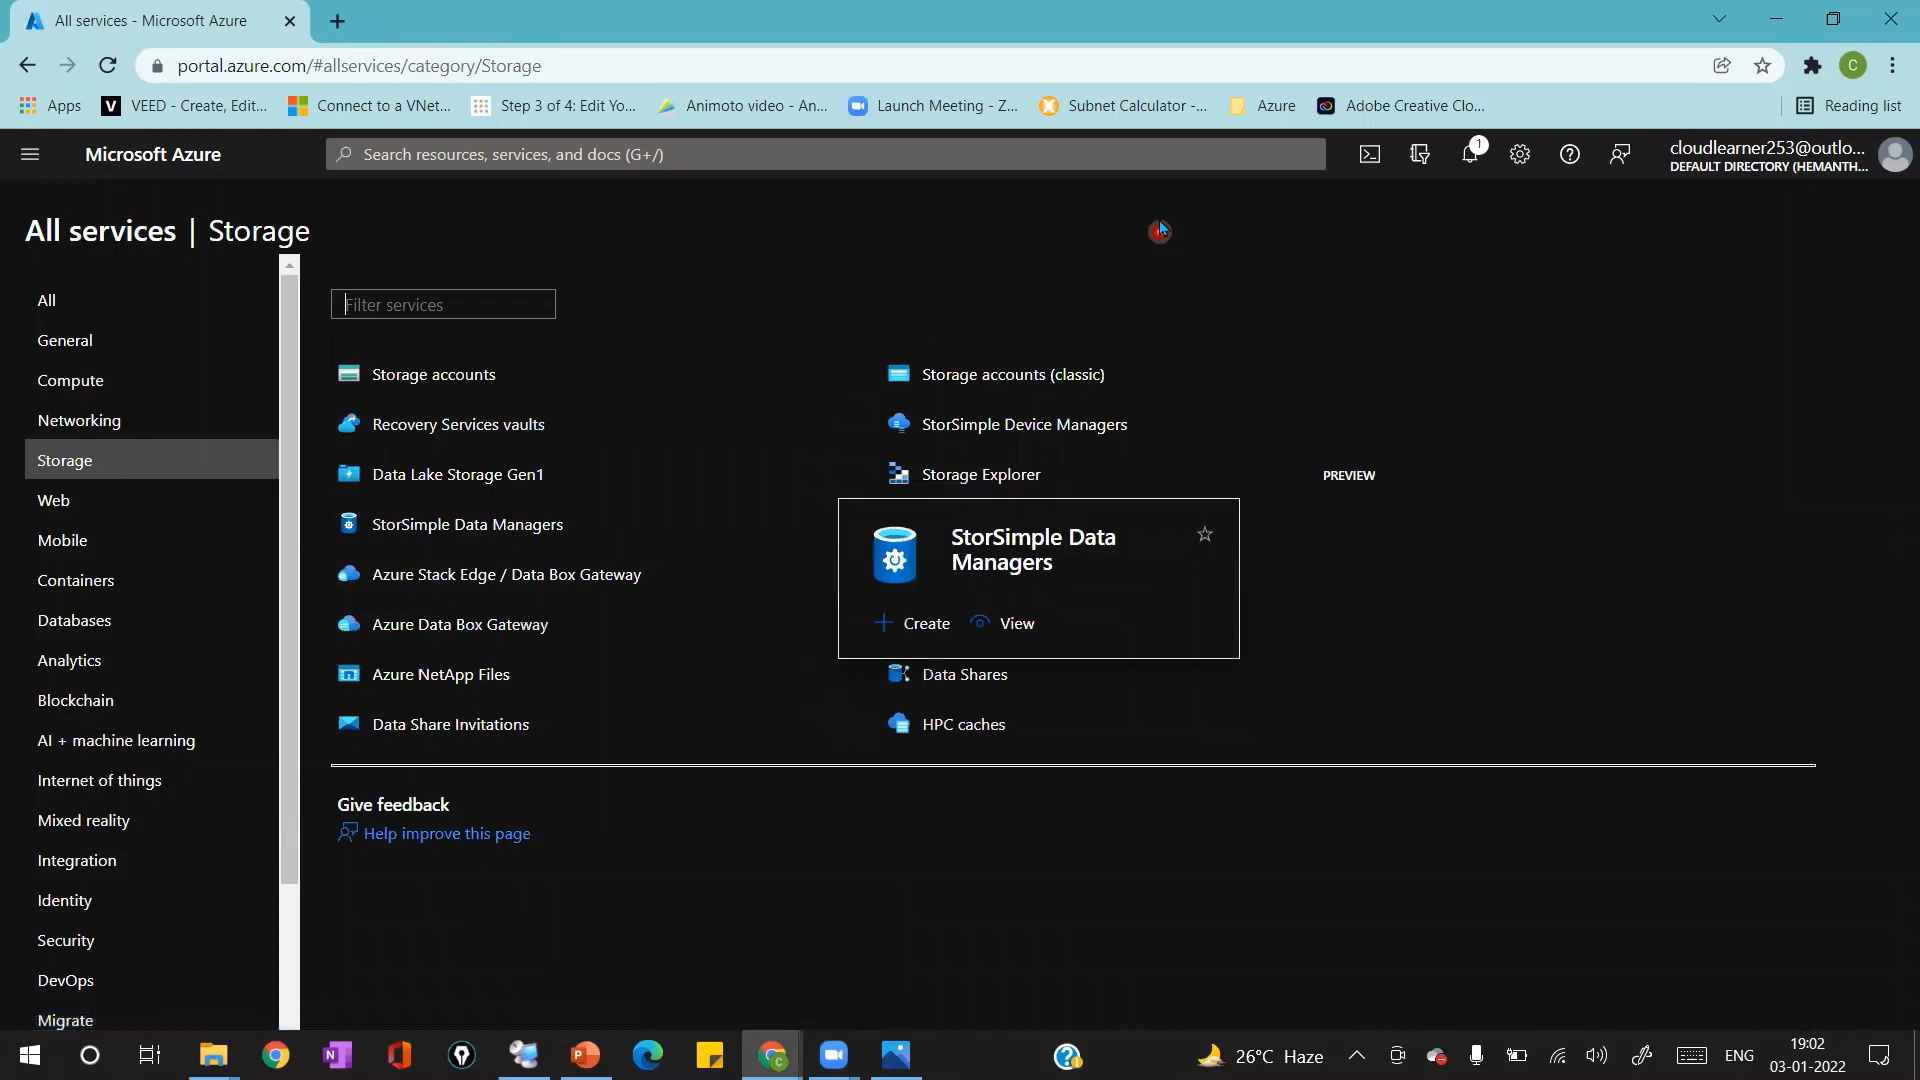 All services - Microsoft Azure
portal.azure.com/#allservices/category/Storage
Apps
VEED - Create, Edit...
Connect to a VNet...
Step 3 of 4: Edit Yo...
Animoto video - An...
Launch Meeting - Z...
Subnet Calculator -...
Azure
Adobe Creative Clo...
Reading list
Microsoft Azure
Search resources, services, and docs (G+/)
1
cloudlearner253@outlo...
DEFAULT DIRECTORY (HEMANTH...
C
All services | Storage
All
General
Compute
Networking
Storage
Web
Mobile
Containers
Databases
Analytics
Blockchain
AI + machine learning
Internet of things
Mixed reality
Integration
Identity
Security
DevOps
Migrate
Filter services
Storage accounts
Storage accounts (classic)
Recovery Services vaults
StorSimple Device Managers
Data Lake Storage Gen1
Storage Explorer
PREVIEW
StorSimple Data Managers
Azure Stack Edge / Data Box Gateway
Azure Data Box Gateway
Azure NetApp Files
Data Shares
Data Share Invitations
HPC caches
StorSimple Data
Managers
Create
View
Give feedback
Help improve this page
26°C Haze
ENG
19:02
03-01-2022